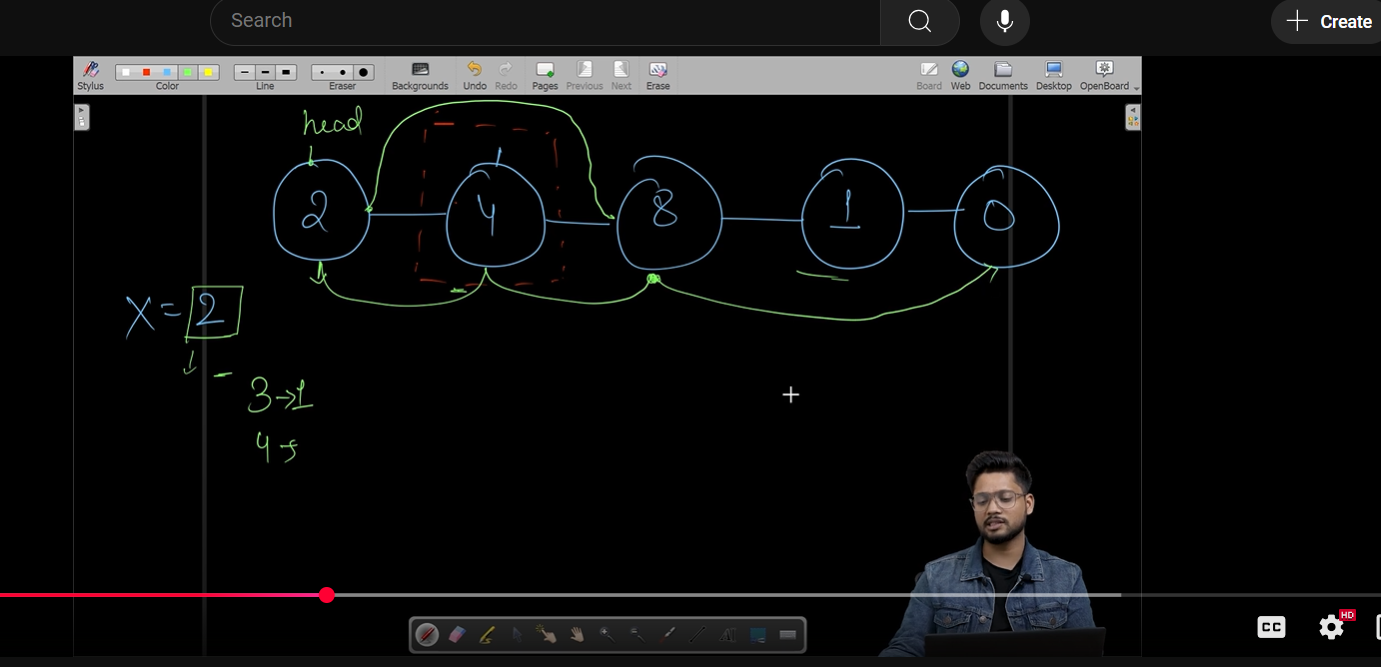 Search
Create
Stylus
Color
Line
Eraser
Backgrounds
Undo
Redo
Pages
Previous
Next
Erase
Board
Web
Documents
Desktop
OpenBoard
head
2
4
8
1
0
X = 2
3 → 1
4
CC
HD